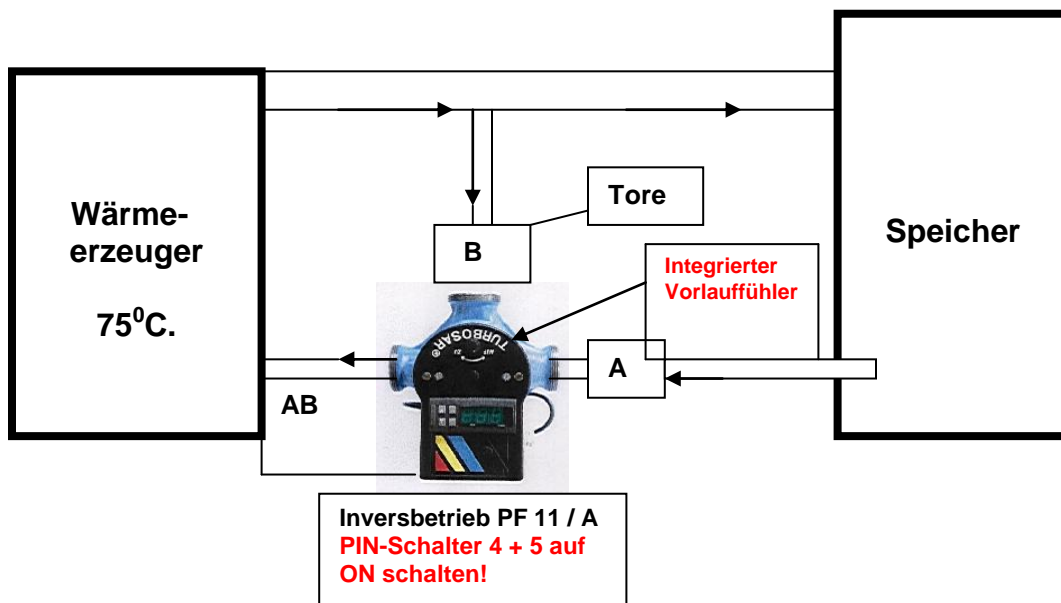 Wärme-
erzeuger
75⁰C.
Tore
B
Speicher
Integrierter
Vorlauffühler
TURBOSAR®
A
AB
Inversbetrieb PF 11 / A
PIN-Schalter 4 + 5 auf
ON schalten!